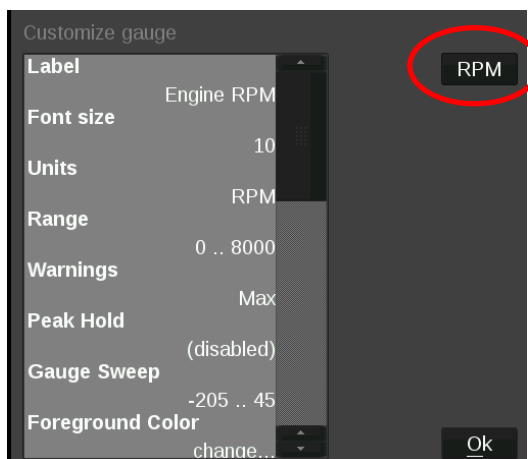 Customize gauge
Label
RPM
Engine RPM
Font size
10
Units
RPM
Range
0 .. 8000
Warnings
Max
Peak Hold
(disabled)
Gauge Sweep
-205 .. 45
Foreground Color
change...
Ok